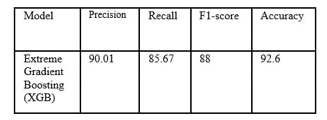 Model Precision Recall F1-score Accuracy
Extreme 90.01 85.67 88 92.6
Gradient
Boosting
(XGB)